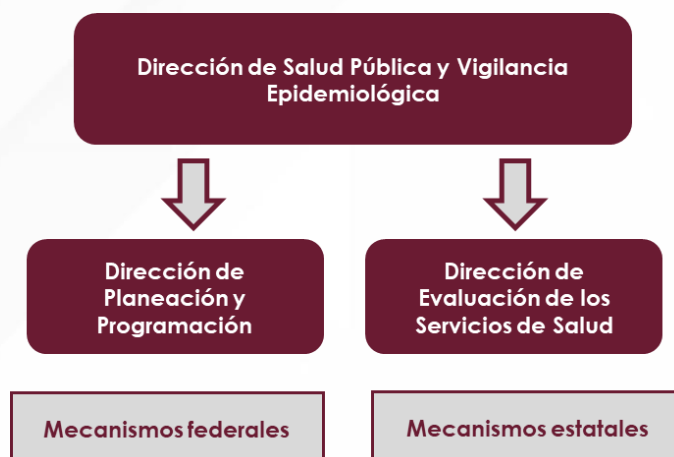 Dirección de Salud Pública y Vigilancia
Epidemiológica
Dirección de
Planeación y
Programación
Dirección de
Evaluación de los
Servicios de Salud
Mecanismos federales
Mecanismos estatales